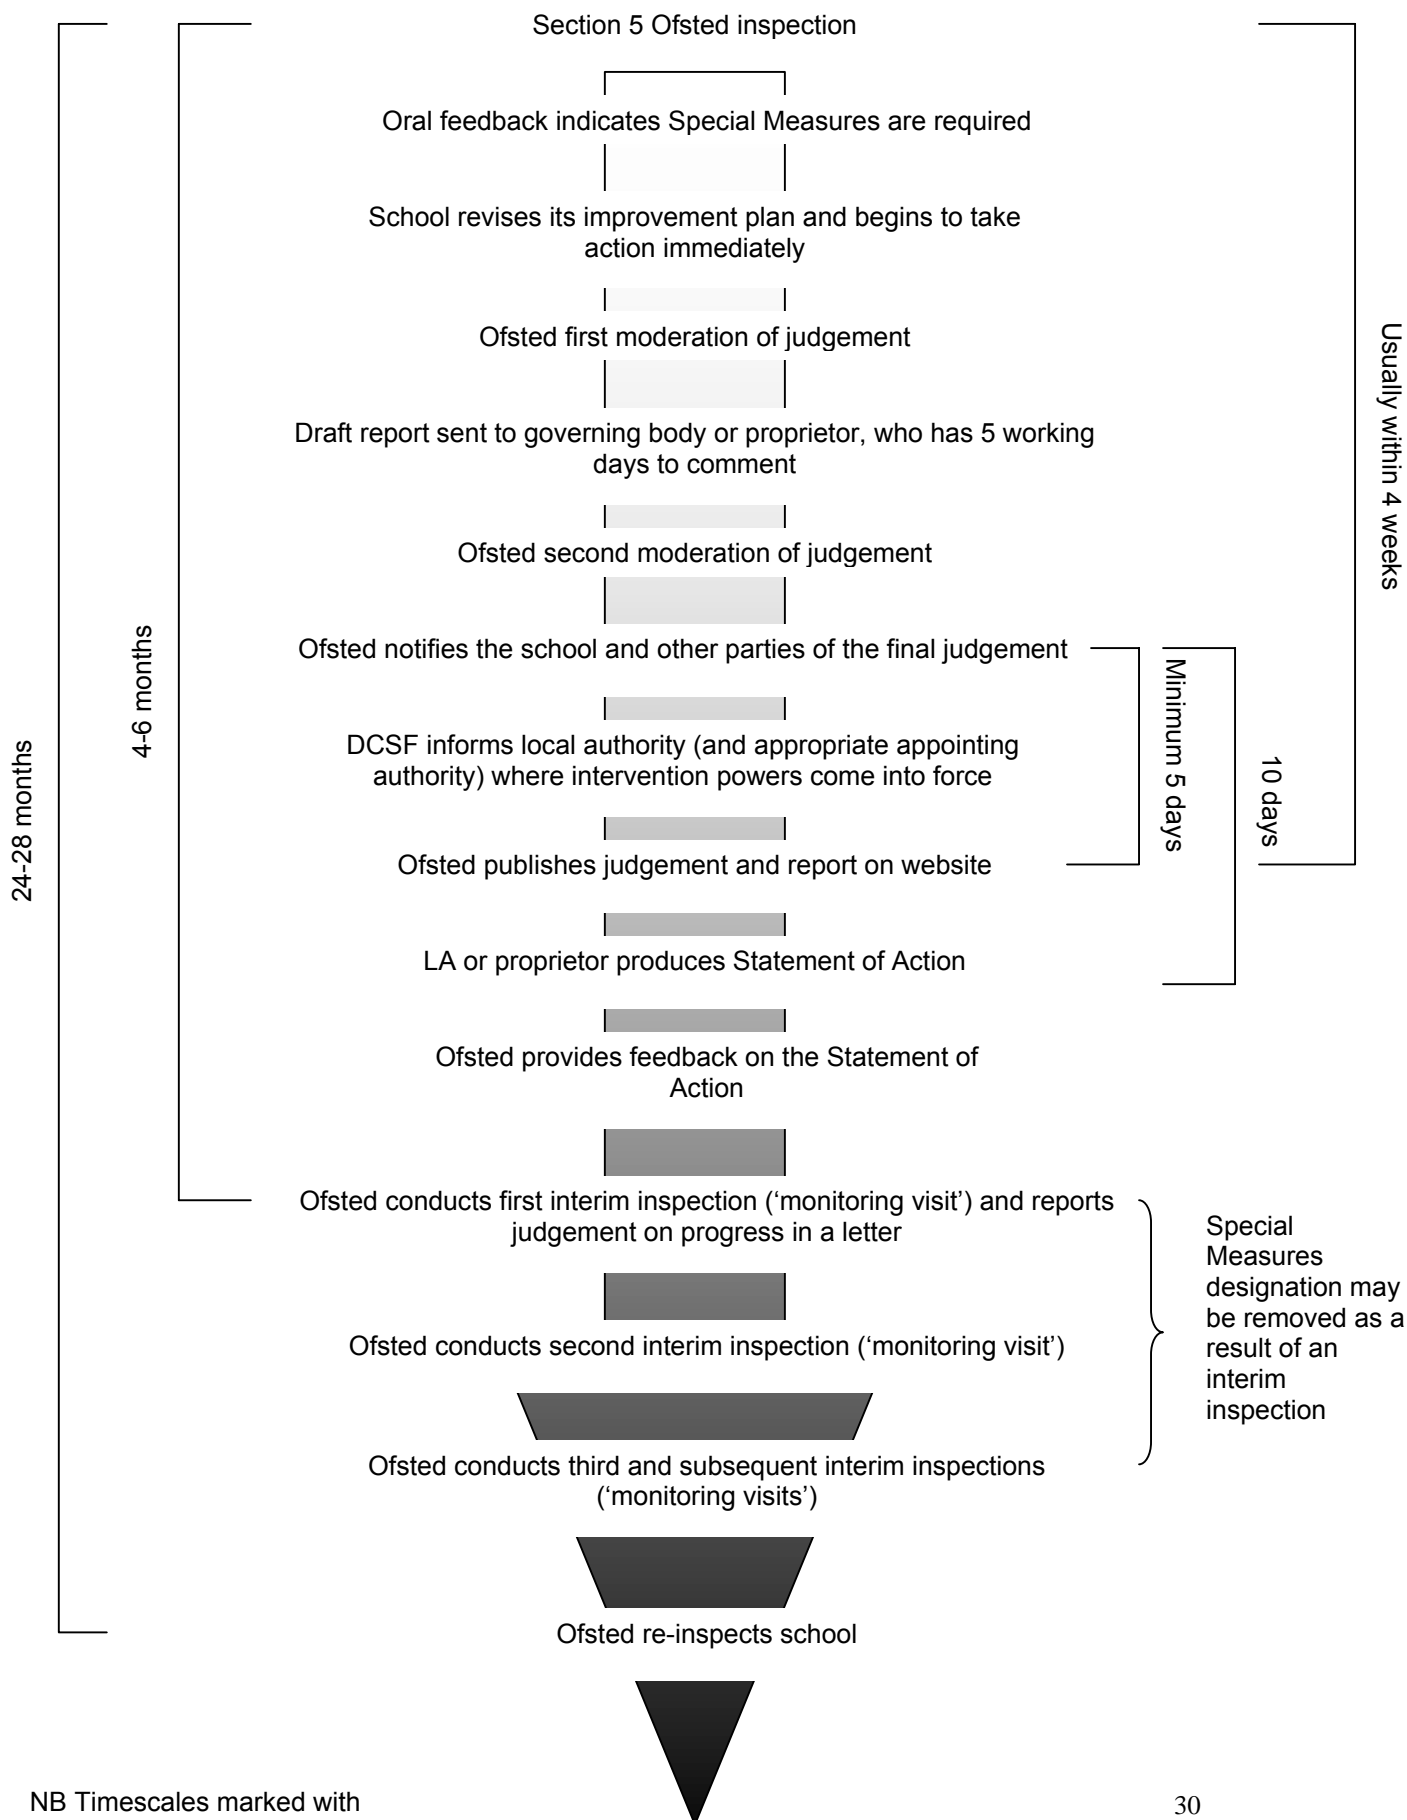 Section 5 Ofsted inspection
Oral feedback indicates Special Measures are required
School revises its improvement plan and begins to take
action immediately
Ofsted first moderation of judgement
Draft report sent to governing body or proprietor, who has 5 working
days to comment
Ofsted second moderation of judgement
Ofsted notifies the school and other parties of the final judgement
DCSF informs local authority (and appropriate appointing
authority) where intervention powers come into force
Ofsted publishes judgement and report on website
LA or proprietor produces Statement of Action
Ofsted provides feedback on the Statement of
Action
Ofsted conducts first interim inspection (‘monitoring visit’) and reports
judgement on progress in a letter
Ofsted conducts second interim inspection (‘monitoring visit’)
Ofsted conducts third and subsequent interim inspections
(‘monitoring visits’)
Ofsted re-inspects school
24-28 months
4-6 months
Minimum 5 days
10 days
Usually within 4 weeks
Special
Measures
designation may
be removed as a
result of an
interim
inspection
NB Timescales marked with
30